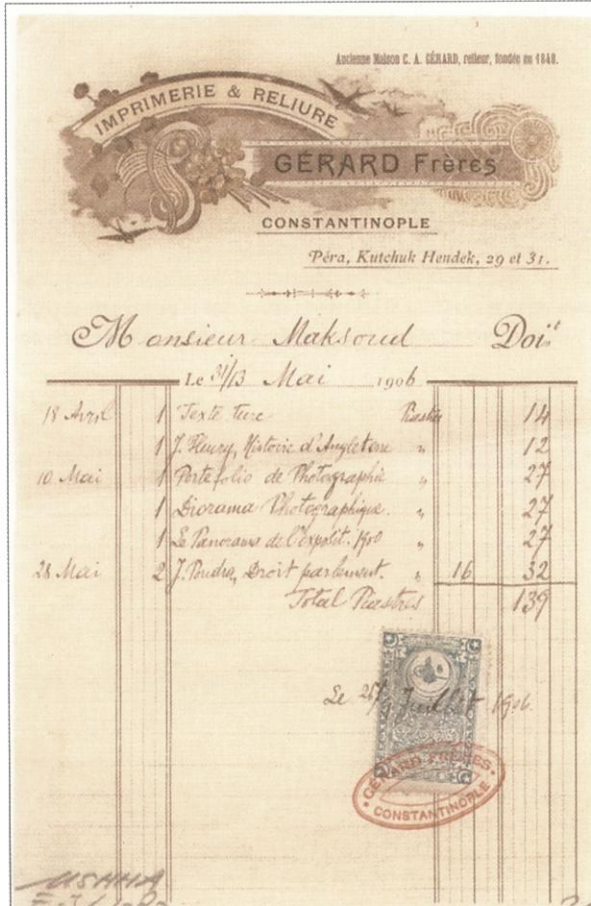 Ancienne Maison C. A. GÉRARD, relieur, fondée en 1848.
IMPRIMERIE & RELIURE
GÉRARD Frères
CONSTANTINOPLE
Péra, Kutchuk Hendek, 29 et 31.
Monsieur Maksoud Doit
Le 31/13 Mai 1906
18 Avril 1 Texte turc Piastres 14
1 J. Fleury, Histoire d'Angleterre " 12
10 Mai 1 Portefolio de Photographie " 27
1 Diorama Photographique. " 27
1 Le Panorama de l'exposit. 1900 " 27
28 Mai 2 J. Poudra, Droit parlement. " 16 32
Total Piastres 139
Le Juillet 1906
GÉRARD FRÈRES
CONSTANTINOPLE